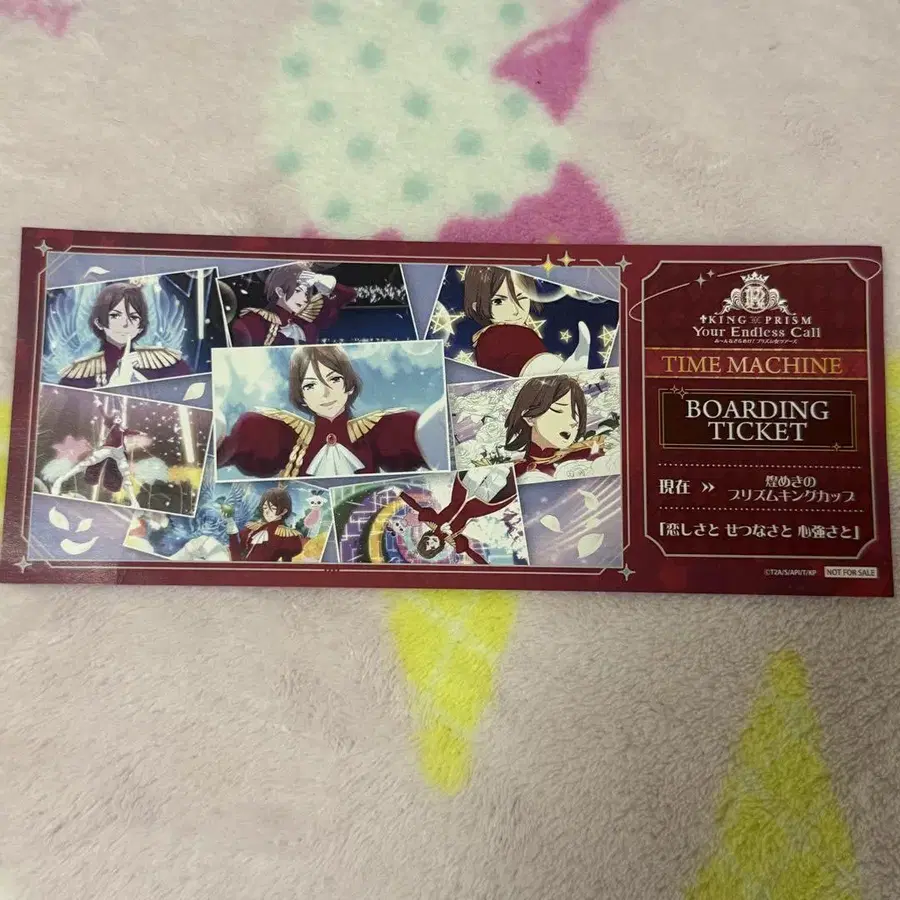 KING OF PRISM
Your Endless Call
み〜んなきらめけ!プリズム☆ツアーズ
TIME MACHINE
BOARDING
TICKET
現在 >> 煌めきの
プリズムキングカップ
「恋しさと せつなさと 心強さと」
©T2A/S/API/T/KP NOT FOR SALE